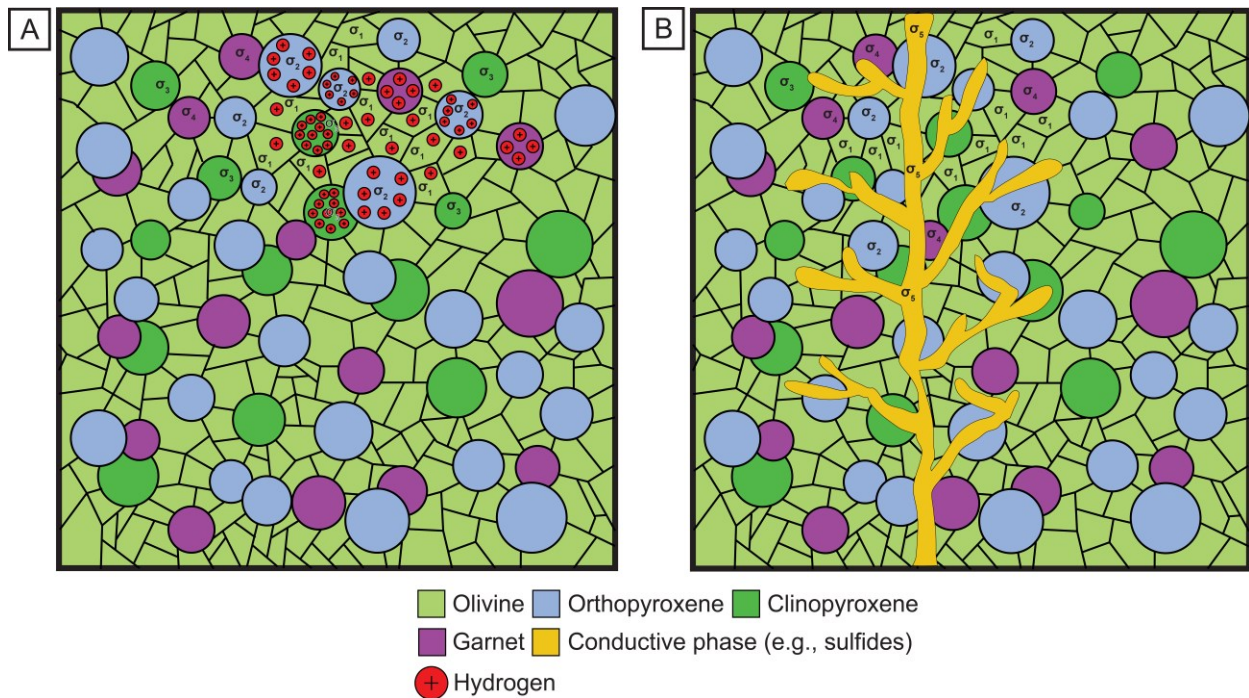 A
σ₁
σ₂
σ₄ σ₂ σ₁
σ₃
σ₃ σ₂
σ₁ σ₁ σ₁ σ₂
σ₄ σ₂
σ₁
σ₁ σ₁ σ₁
σ₃ σ₂ σ₂ σ₁
σ₃
B
σ₅ σ₁ σ₂
σ₄ σ₂ σ₁
σ₃ σ₄
σ₄ σ₂ σ₁
σ₁ σ₁ σ₁ σ₁ σ₁
σ₅ σ₁ σ₁
σ₄ σ₂
σ₂
σ₅
Olivine Orthopyroxene Clinopyroxene
Garnet Conductive phase (e.g., sulfides)
+ Hydrogen